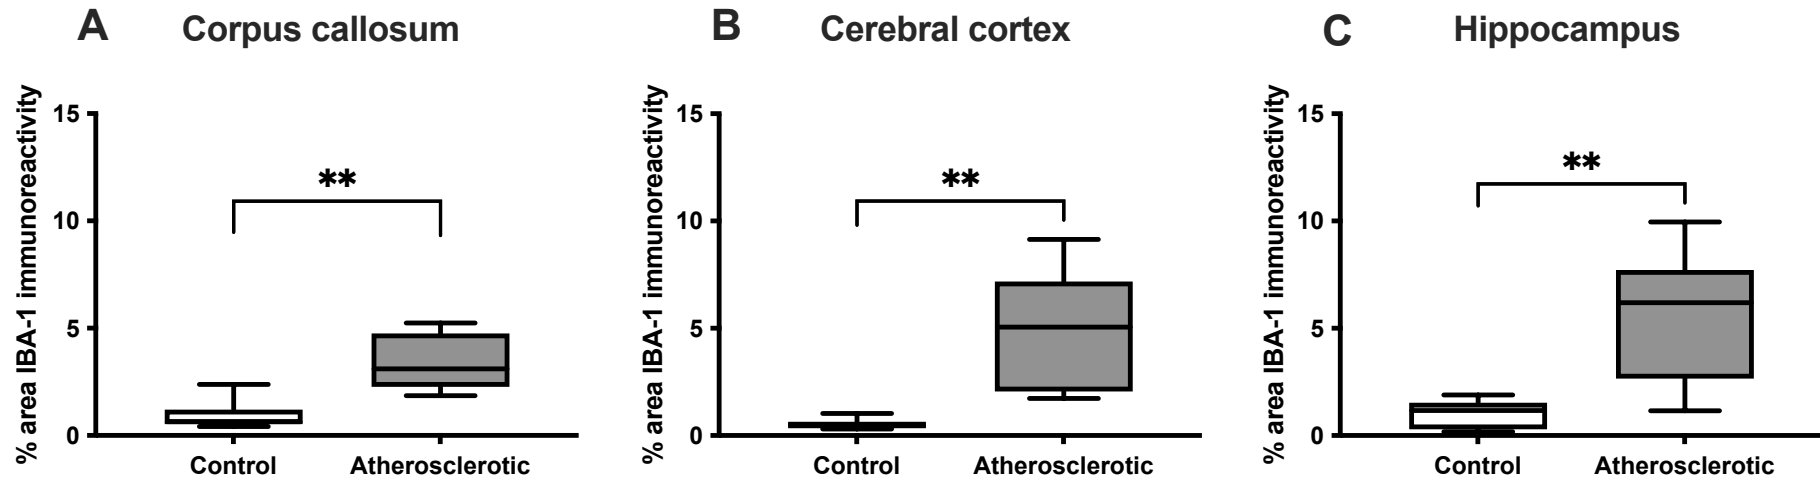 A Corpus callosum
% area IBA-1 immunoreactivity
15
10
5
0
**
Control Atherosclerotic
B Cerebral cortex
% area IBA-1 immunoreactivity
15
10
5
0
**
Control Atherosclerotic
C Hippocampus
% area IBA-1 immunoreactivity
15
10
5
0
**
Control Atherosclerotic